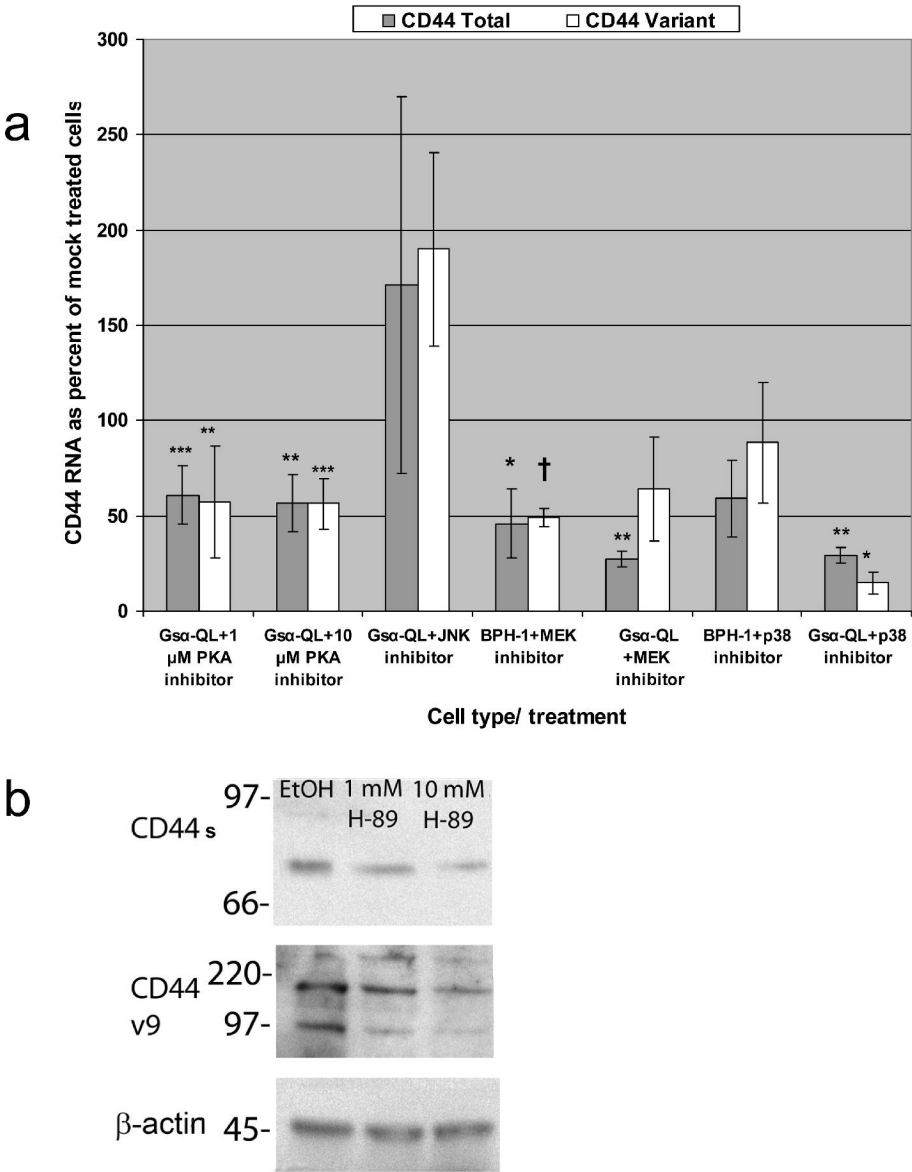 CD44 Total CD44 Variant
a
CD44 RNA as percent of mock treated cells
300
250
200
150
100
50
0
*** ** ** *** * † ** ** *
Gsα-QL+1 µM PKA inhibitor
Gsα-QL+10 µM PKA inhibitor
Gsα-QL+JNK inhibitor
BPH-1+MEK inhibitor
Gsα-QL +MEK inhibitor
BPH-1+p38 inhibitor
Gsα-QL+p38 inhibitor
Cell type/ treatment
b
EtOH 1 mM H-89 10 mM H-89
97-
CD44 s
66-
220-
CD44
v9 97-
β-actin 45-